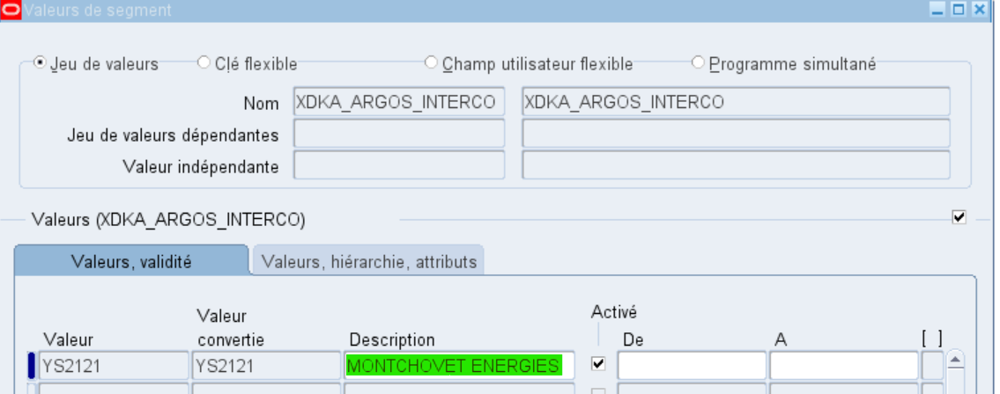 Valeurs de segment
Jeu de valeurs Clé flexible Champ utilisateur flexible Programme simultané
Nom XDKA_ARGOS_INTERCO XDKA_ARGOS_INTERCO
Jeu de valeurs dépendantes
Valeur indépendante
Valeurs (XDKA_ARGOS_INTERCO)
Valeurs, validité Valeurs, hiérarchie, attributs
Valeur Activé
Valeur convertie Description De A [ ]
YS2121 YS2121 MONTCHOVET ENERGIES